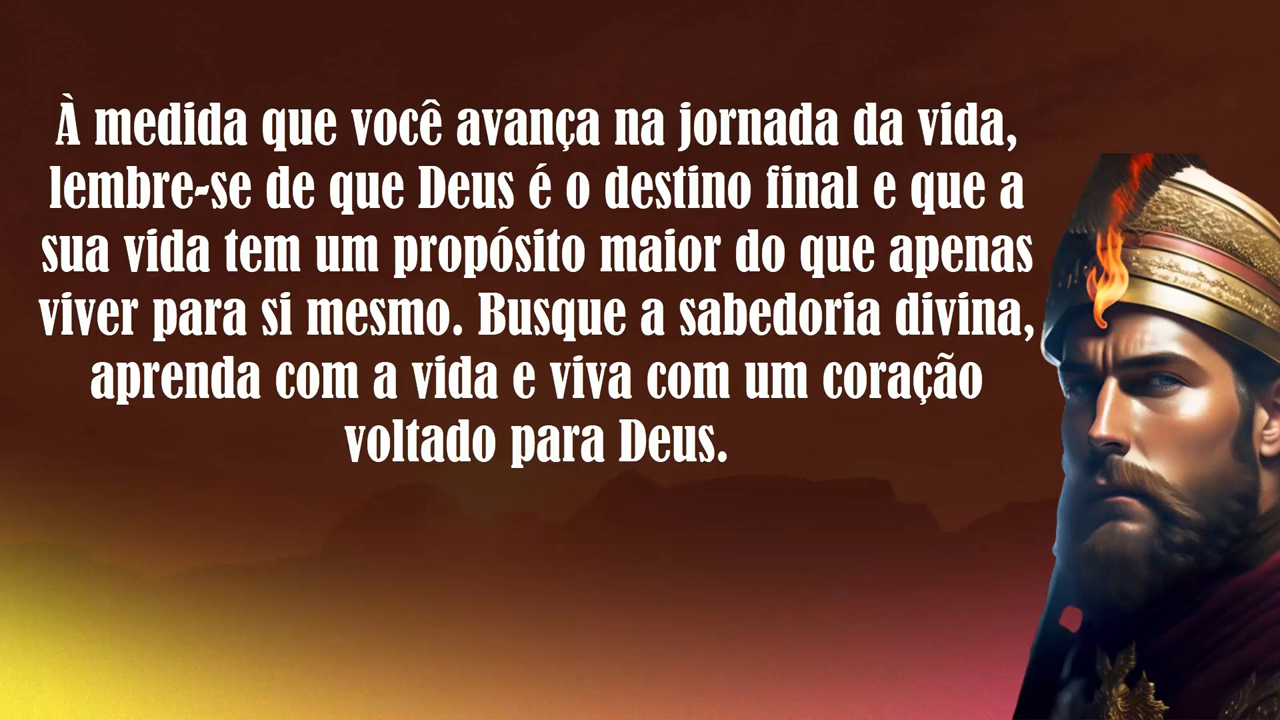 À medida que você avança na jornada da vida,
lembre-se de que Deus é o destino final e que a
sua vida tem um propósito maior do que apenas
viver para si mesmo. Busque a sabedoria divina,
aprenda com a vida e viva com um coração
voltado para Deus.